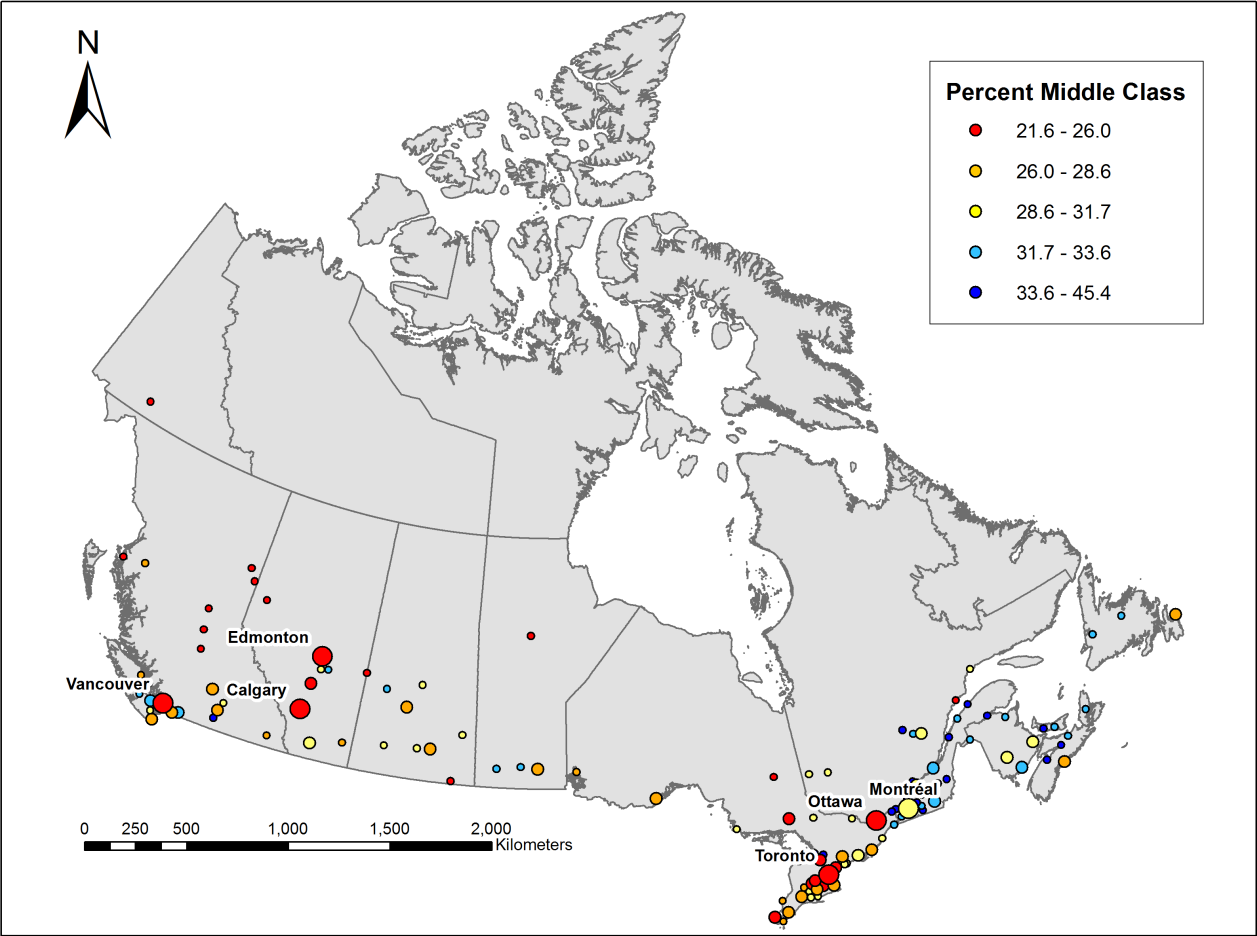 N
Percent Middle Class
21.6 - 26.0
26.0 - 28.6
28.6 - 31.7
31.7 - 33.6
33.6 - 45.4
Edmonton
Vancouver
Calgary
Montréal
Ottawa
Toronto
0 250 500 1,000 1,500 2,000
Kilometers